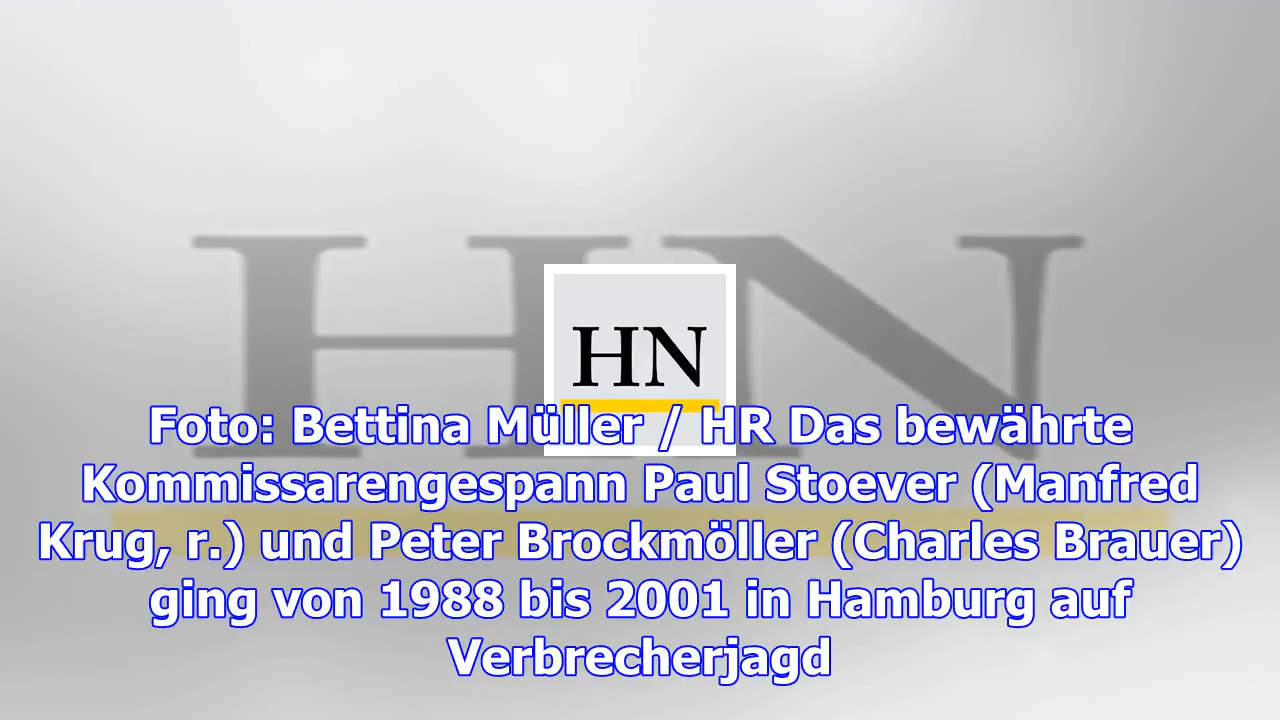 HN
HN
Foto: Bettina Müller / HR Das bewährte
Kommissarengespann Paul Stoever (Manfred
Krug, r.) und Peter Brockmöller (Charles Brauer)
ging von 1988 bis 2001 in Hamburg auf
Verbrecherjagd